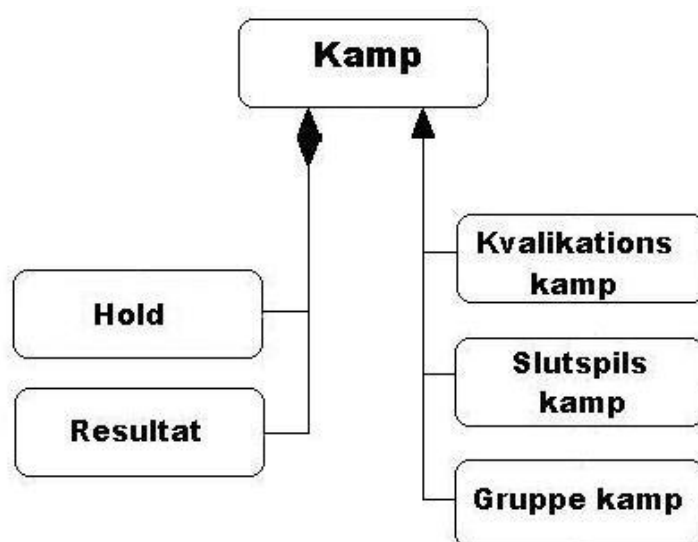 Kamp
Hold
Resultat
Kvalikations
kamp
Slutspils
kamp
Gruppe kamp